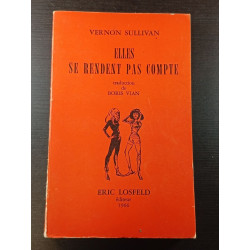 VERNON SULLIVAN
ELLES
SE RENDENT PAS COMPTE
traduction
de
BORIS VIAN
ERIC LOSFELD
éditeur